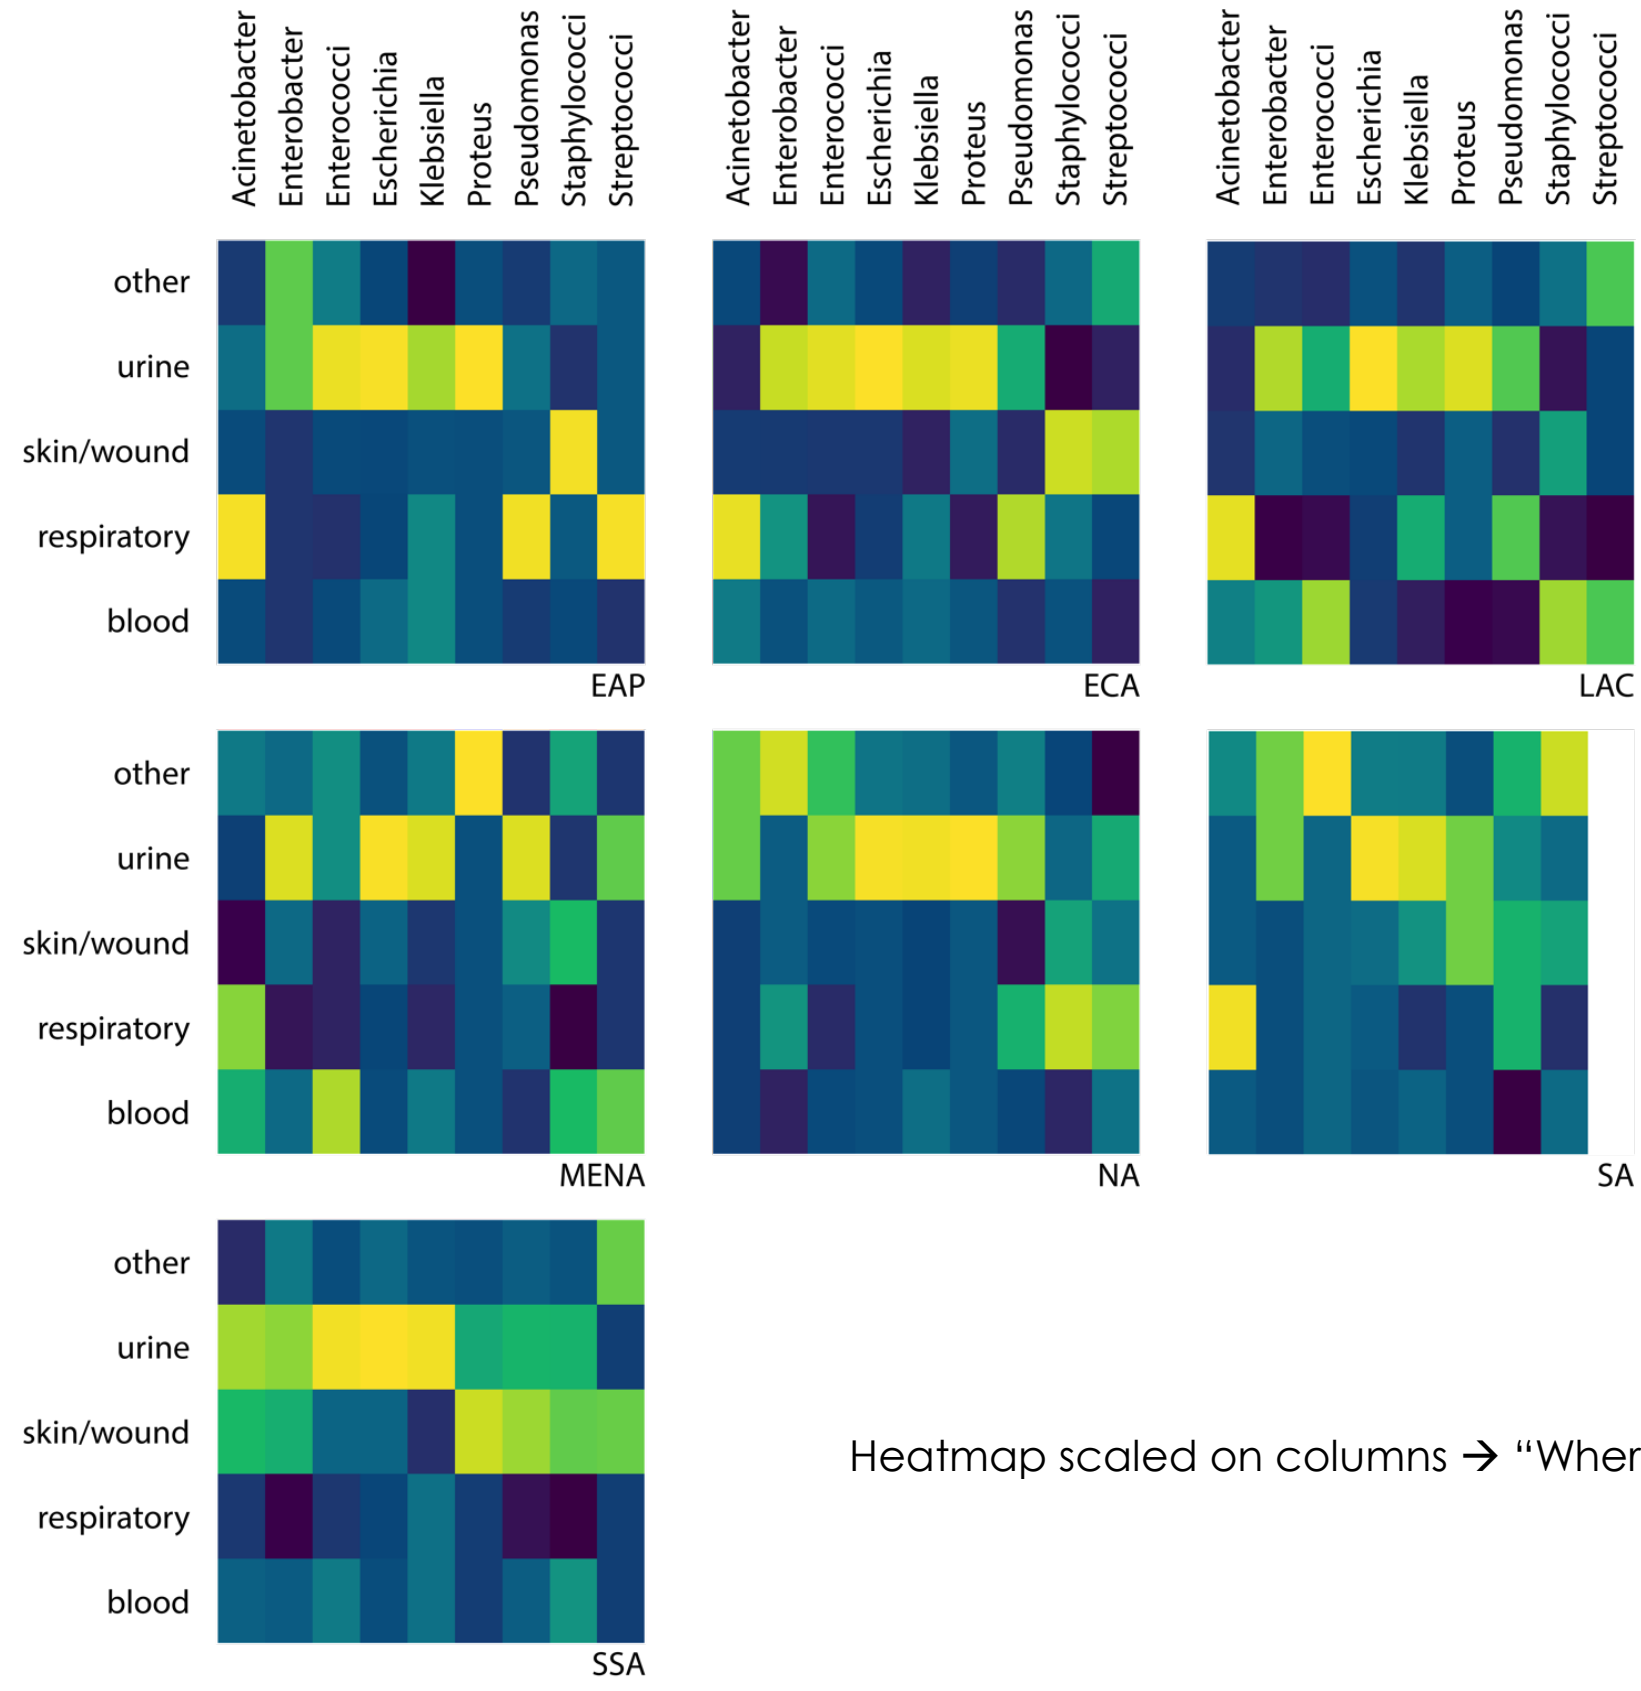 Acinetobacter Enterobacter Enterococci Escherichia Klebsiella Proteus Pseudomonas Staphylococci Streptococci
Acinetobacter Enterobacter Enterococci Escherichia Klebsiella Proteus Pseudomonas Staphylococci Streptococci
Acinetobacter Enterobacter Enterococci Escherichia Klebsiella Proteus Pseudomonas Staphylococci Streptococci
other
urine
skin/wound
respiratory
blood
EAP ECA LAC
other
urine
skin/wound
respiratory
blood
MENA NA SA
other
urine
skin/wound
respiratory
blood
SSA
Heatmap scaled on columns → “Wher